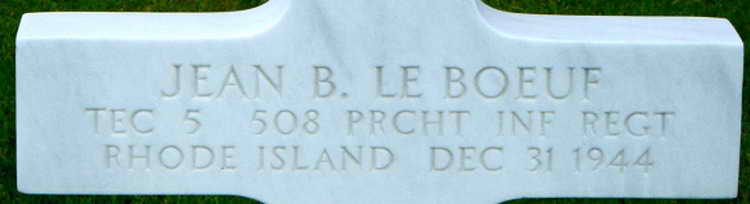 JEAN B. LE BOEUF
TEC 5 508 PRCHT INF REGT
RHODE ISLAND DEC 31 1944